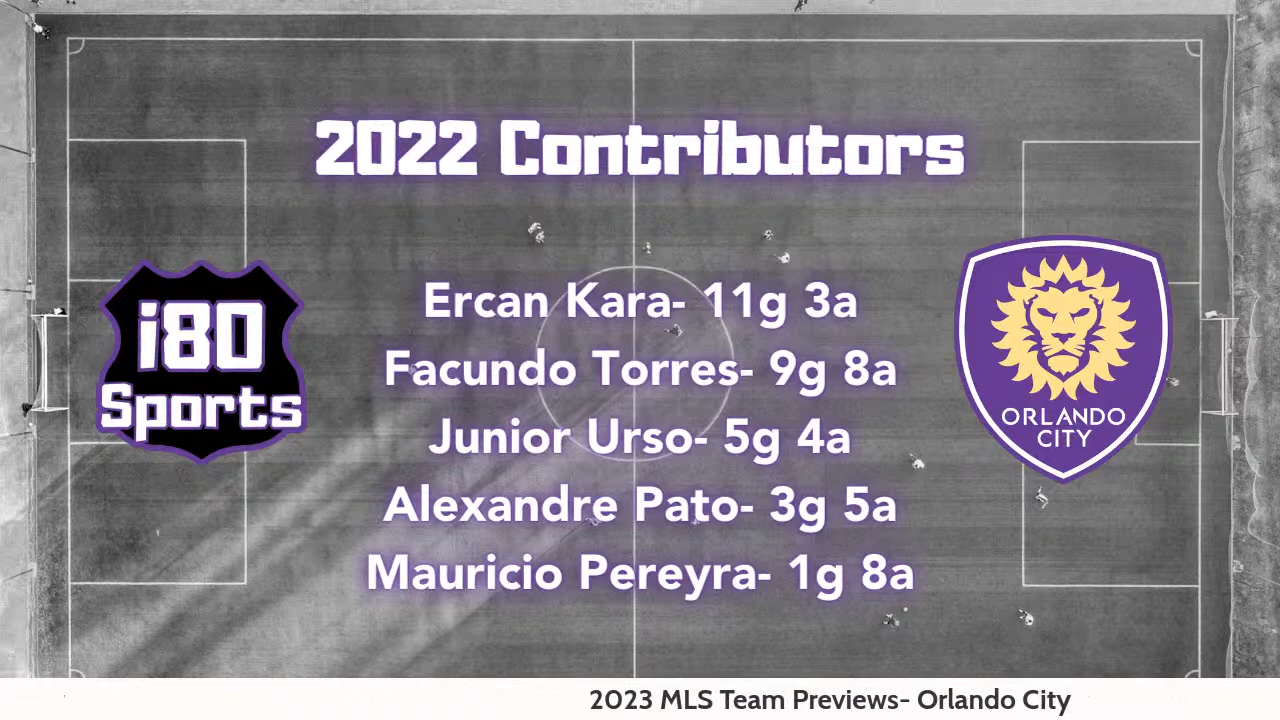 2022 Contributors
i80
Sports
Ercan Kara- 11g 3a
Facundo Torres- 9g 8a
Junior Urso- 5g 4a
Alexandre Pato- 3g 5a
Mauricio Pereyra- 1g 8a
ORLANDO
CITY
2023 MLS Team Previews- Orlando City